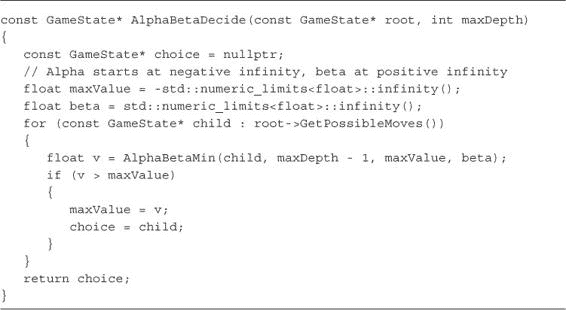 const GameState* AlphaBetaDecide(const GameState* root, int maxDepth)
{
   const GameState* choice = nullptr;
   // Alpha starts at negative infinity, beta at positive infinity
   float maxValue = -std::numeric_limits<float>::infinity();
   float beta = std::numeric_limits<float>::infinity();
   for (const GameState* child : root->GetPossibleMoves())
   {
      float v = AlphaBetaMin(child, maxDepth - 1, maxValue, beta);
      if (v > maxValue)
      {
         maxValue = v;
         choice = child;
      }
   }
   return choice;
}